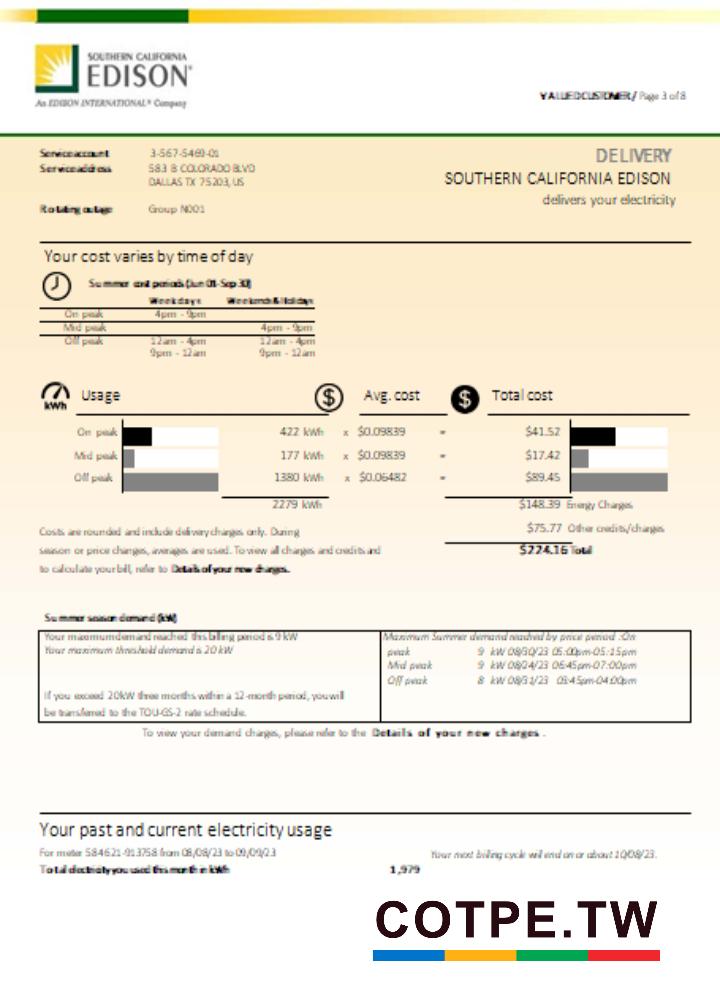 SOUTHERN CALIFORNIA
EDISON
An EDISON INTERNATIONAL® Company
VALUED CUSTOMER/ Page 3 of 8
Service account 3-567-5469-01
Service address 583 B COLORADO BLVD
DALLAS TX 75203, US
Rotating outage Group N001
DELIVERY
SOUTHERN CALIFORNIA EDISON
delivers your electricity
Your cost varies by time of day
Summer cost periods (Jun 01-Sep 30)
Weekdays Weekends & Holidays
On peak 4pm - 9pm
Mid peak 4pm - 9pm
Off peak 12am - 4pm 12am - 4pm
9pm - 12am 9pm - 12am
kWh Usage $ Avg. cost $ Total cost
On peak 422 kWh x $0.09839 = $41.52
Mid peak 177 kWh x $0.09839 = $17.42
Off peak 1380 kWh x $0.06482 = $89.45
2279 kWh $148.39 Energy Charges
$75.77 Other credits/charges
$224.16 Total
Costs are rounded and include delivery charges only. During
season or price changes, averages are used. To view all charges and credits and
to calculate your bill, refer to Details of your new charges.
Summer season demand (kW)
Your maximum demand reached this billing period is 9 kW
Your maximum threshold demand is 20 kW
If you exceed 20kW three months within a 12-month period, you will
be transferred to the TOU-GS-2 rate schedule.
Maximum Summer demand reached by price period :On
peak 9 kW 08/30/23 05:00pm-05:15pm
Mid peak 9 kW 08/24/23 06:45pm-07:00pm
Off peak 8 kW 08/31/23 03:45pm-04:00pm
To view your demand charges, please refer to the Details of your new charges .
Your past and current electricity usage
For meter 584621-913758 from 08/08/23 to 09/09/23
Your next billing cycle will end on or about 10/08/23.
Total electricity you used this month in kWh 1,979
COTPE.TW